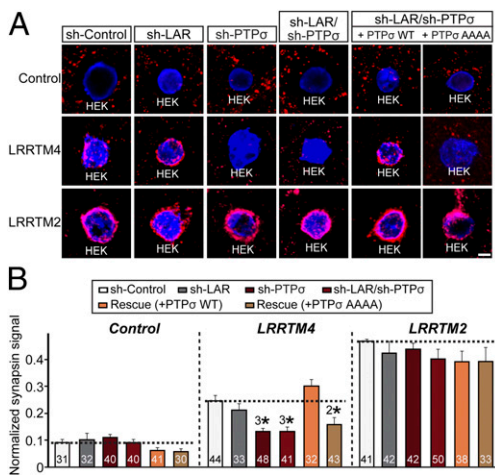 A
sh-Control sh-LAR sh-PTPσ sh-LAR/ sh-PTPσ sh-LAR/sh-PTPσ
+ PTPσ WT + PTPσ AAAA
Control HEK HEK HEK HEK HEK HEK
LRRTM4 HEK HEK HEK HEK HEK HEK
LRRTM2 HEK HEK HEK HEK HEK HEK
B
sh-Control sh-LAR sh-PTPσ sh-LAR/sh-PTPσ
Rescue (+PTPσ WT) Rescue (+PTPσ AAAA)
Control LRRTM4 LRRTM2
Normalized synapsin signal
0.4
0.3
0.2
0.1
0
3* 3* 2*
31 32 40 40 41 30 44 33 48 41 32 43 41 42 42 50 38 33